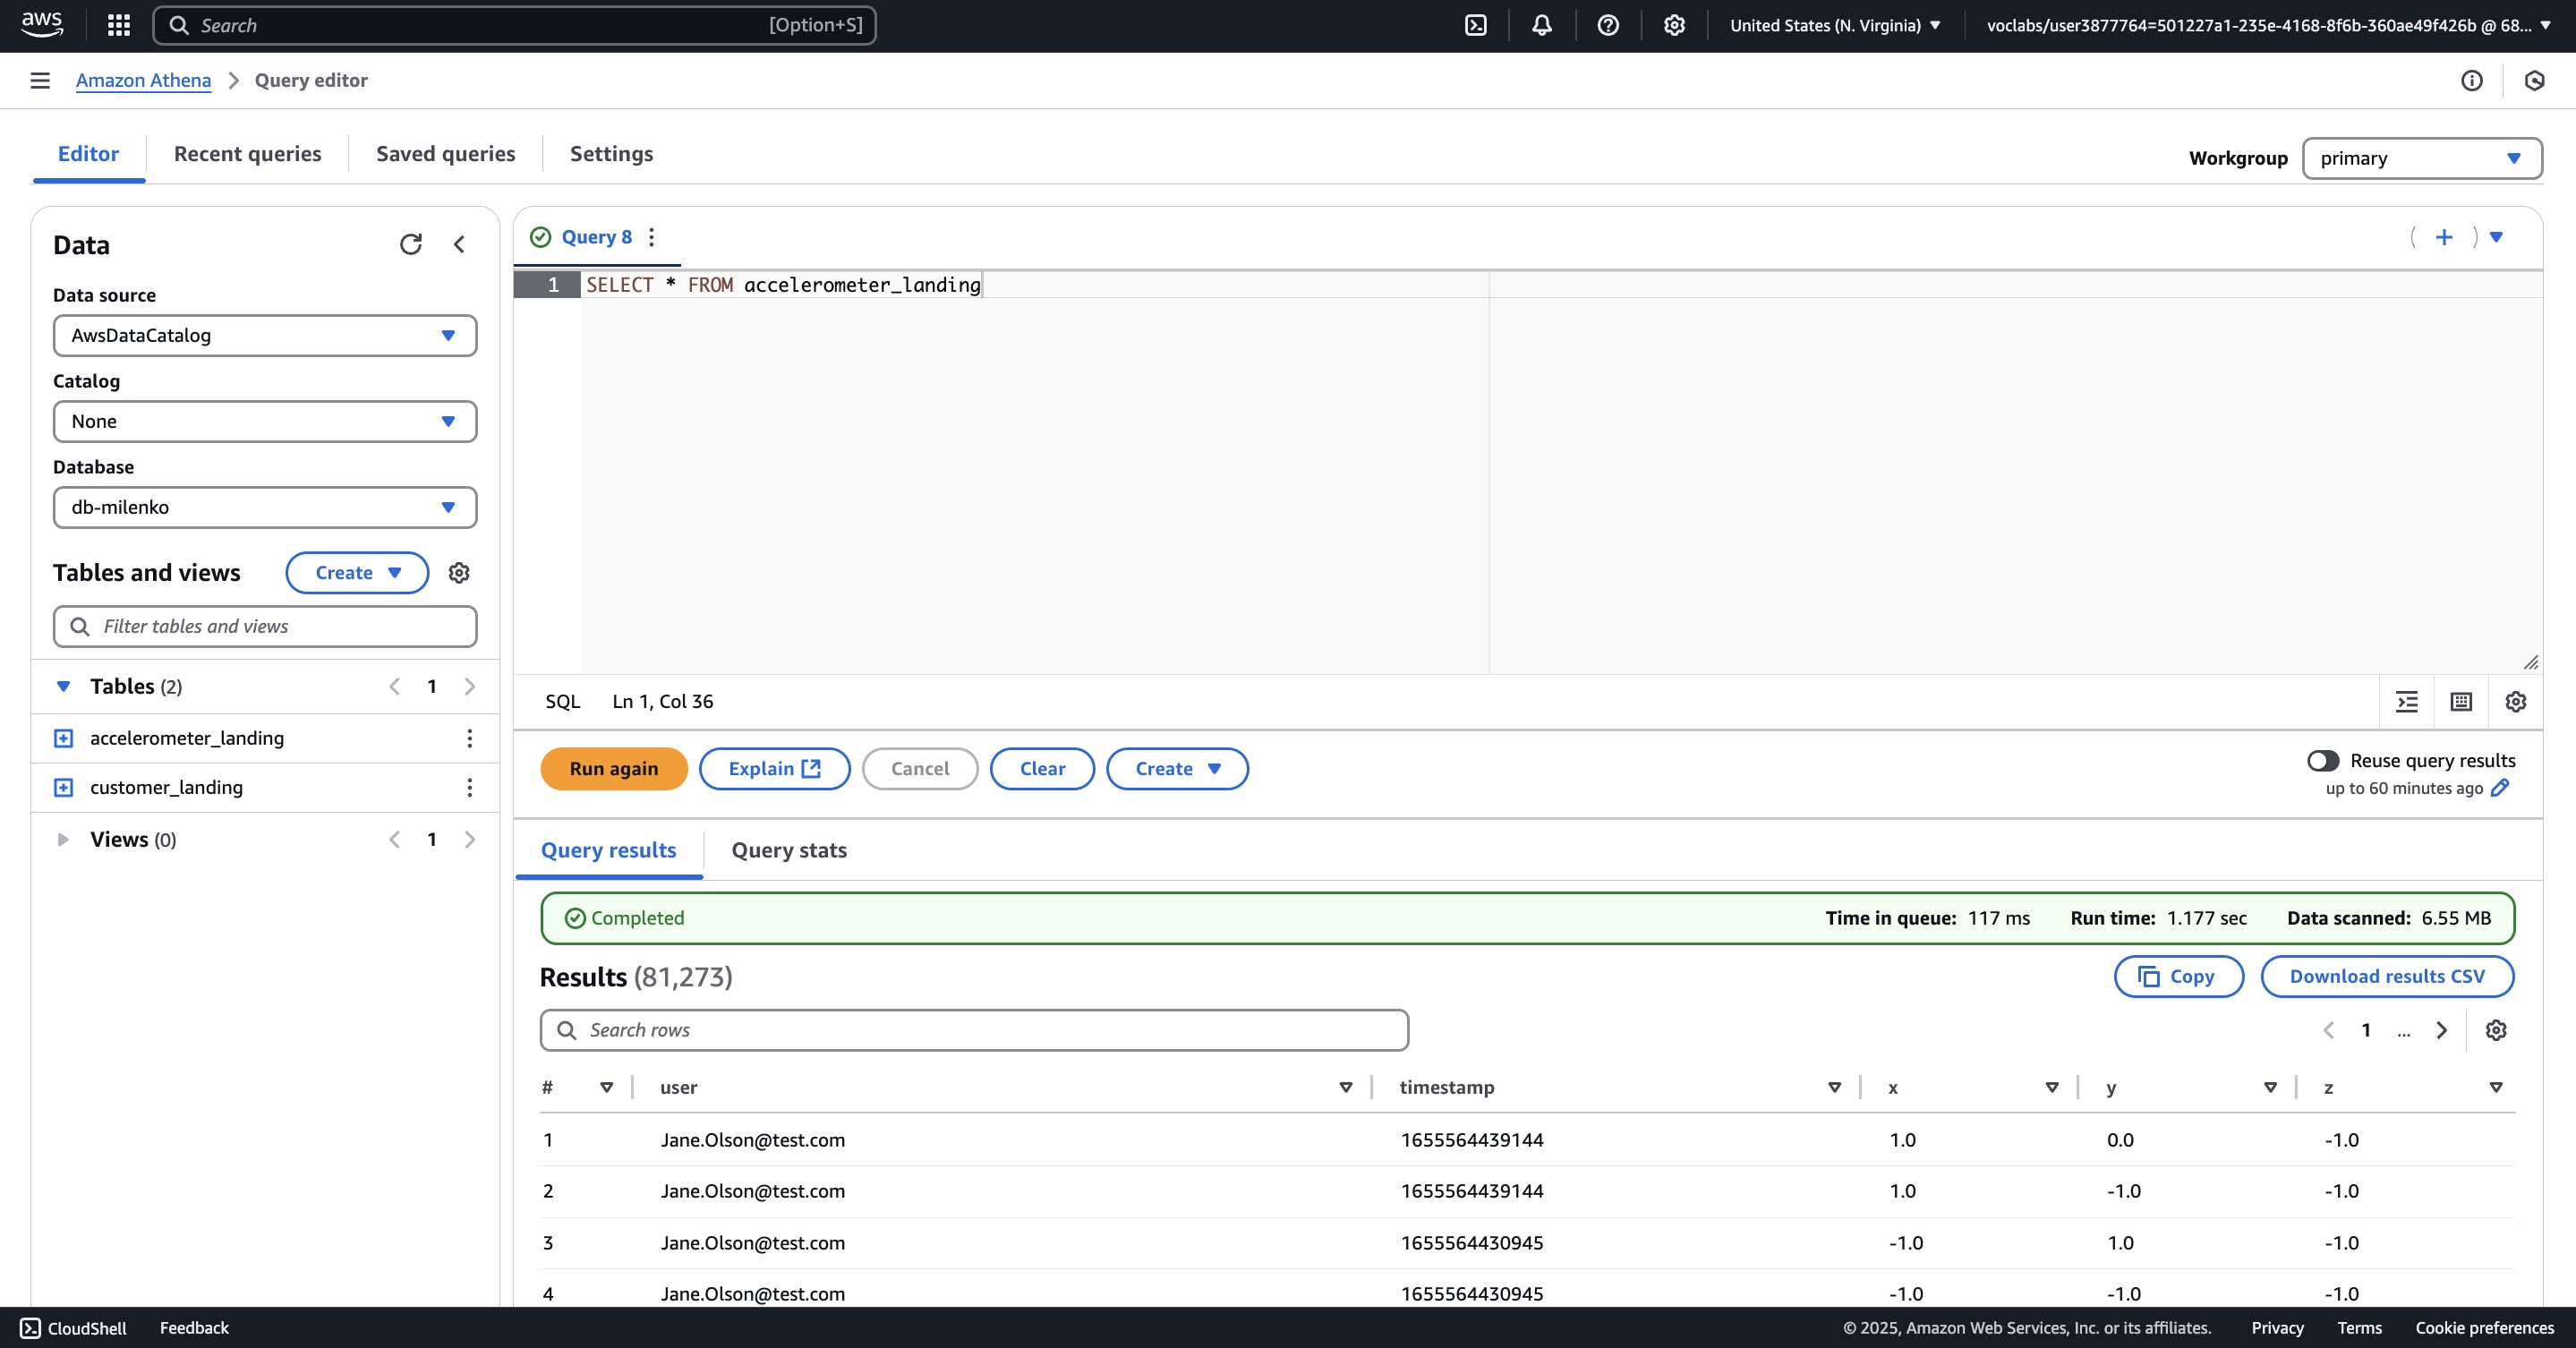 aws
Search
[Option+S]
United States (N. Virginia)
voclabs/user3877764=501227a1-235e-4168-8f6b-360ae49f426b @ 68...
Amazon Athena
Query editor
Editor
Recent queries
Saved queries
Settings
Workgroup
primary
Data
Data source
AwsDataCatalog
Catalog
None
Database
db-milenko
Tables and views
Create
Filter tables and views
Tables (2)
1
accelerometer_landing
customer_landing
Views (0)
1
Query 8
1
SELECT * FROM accelerometer_landing
SQL
Ln 1, Col 36
Run again
Explain
Cancel
Clear
Create
Reuse query results
up to 60 minutes ago
Query results
Query stats
Completed
Time in queue: 117 ms
Run time: 1.177 sec
Data scanned: 6.55 MB
Results (81,273)
Copy
Download results CSV
Search rows
1 ...
# user timestamp x y z
1 Jane.Olson@test.com 1655564439144 1.0 0.0 -1.0
2 Jane.Olson@test.com 1655564439144 1.0 -1.0 -1.0
3 Jane.Olson@test.com 1655564430945 -1.0 1.0 -1.0
4 Jane.Olson@test.com 1655564430945 -1.0 -1.0 -1.0
CloudShell
Feedback
© 2025, Amazon Web Services, Inc. or its affiliates.
Privacy
Terms
Cookie preferences